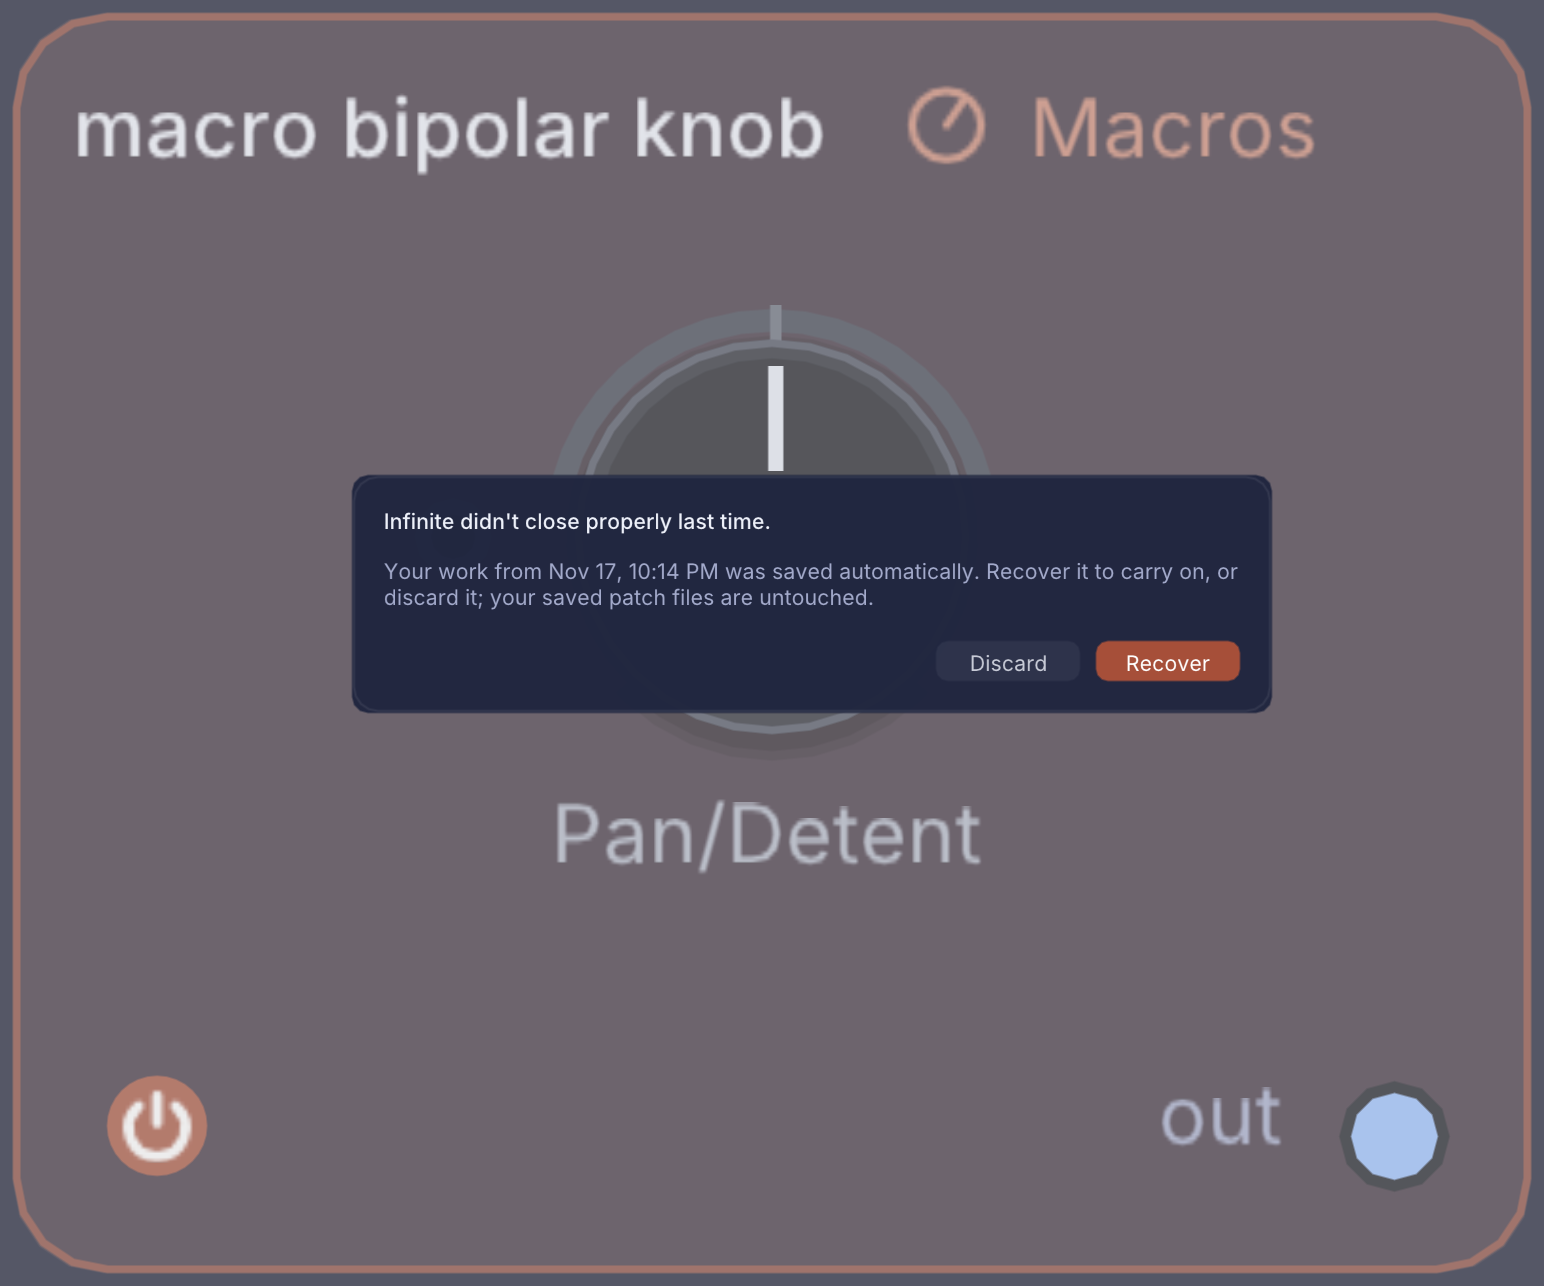 macro bipolar knob Macros
Infinite didn't close properly last time.
Your work from Nov 17, 10:14 PM was saved automatically. Recover it to carry on, or
discard it; your saved patch files are untouched.
Discard Recover
Pan/Detent
out